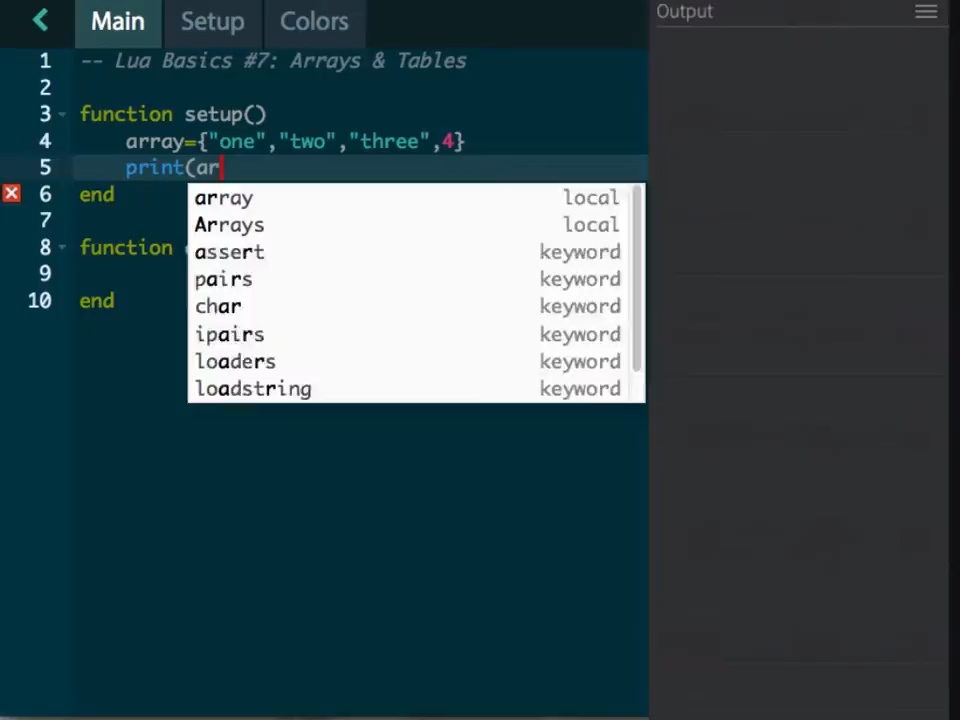 Main Setup Colors Output
1 -- Lua Basics #7: Arrays & Tables
2
3 function setup()
4 array={"one","two","three",4}
5 print(ar
6 end
7
8 function
9
10 end
array local
Arrays local
assert keyword
pairs keyword
char keyword
ipairs keyword
loaders keyword
loadstring keyword